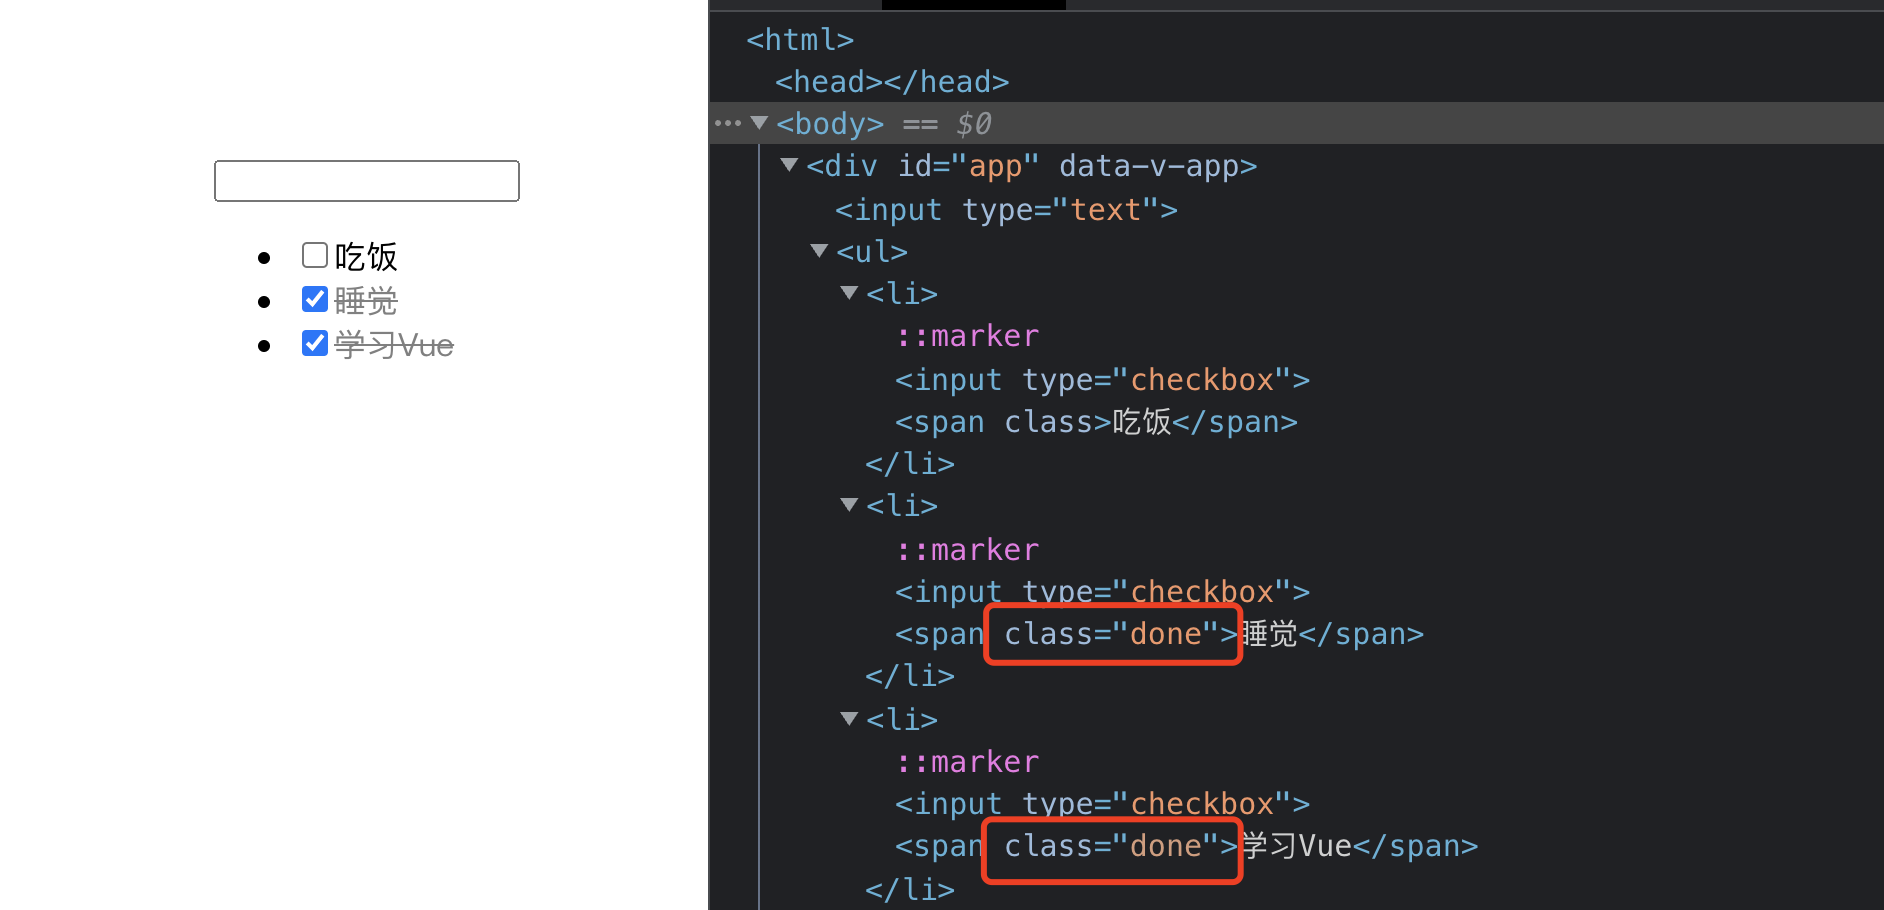 吃饭
睡觉
学习Vue
<html>
<head></head>
<body> == $0
<div id="app" data-v-app>
<input type="text">
<ul>
<li>
::marker
<input type="checkbox">
<span class>吃饭</span>
</li>
<li>
::marker
<input type="checkbox">
<span class="done">睡觉</span>
</li>
<li>
::marker
<input type="checkbox">
<span class="done">学习Vue</span>
</li>